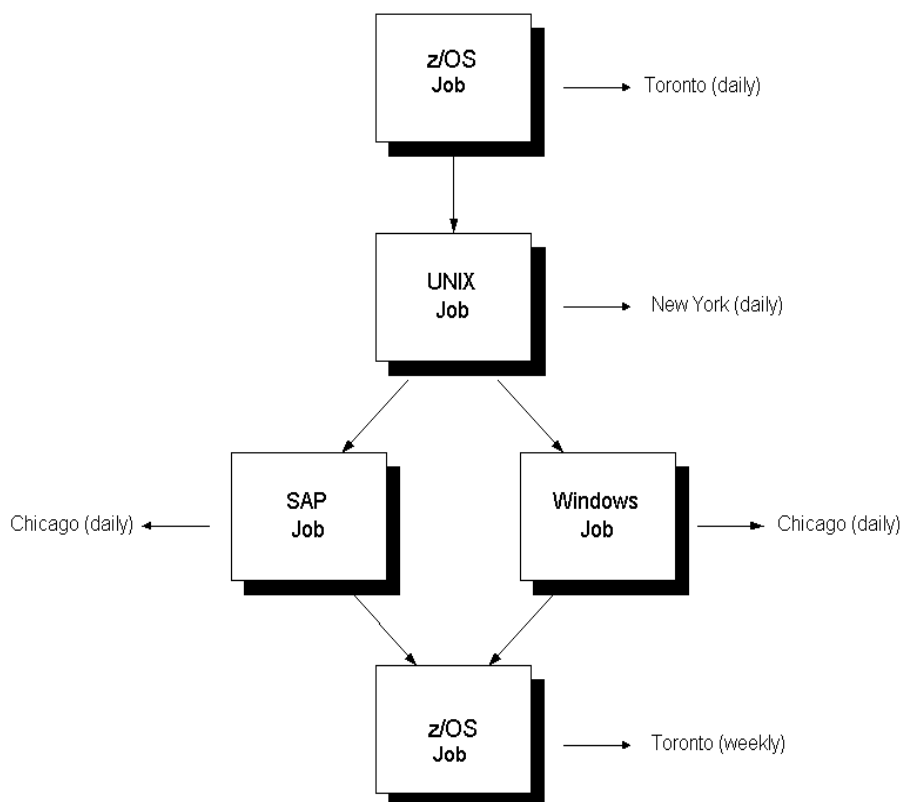 z/OS
Job
Toronto (daily)
UNIX
Job
New York (daily)
Chicago (daily)
SAP
Job
Windows
Job
Chicago (daily)
z/OS
Job
Toronto (weekly)